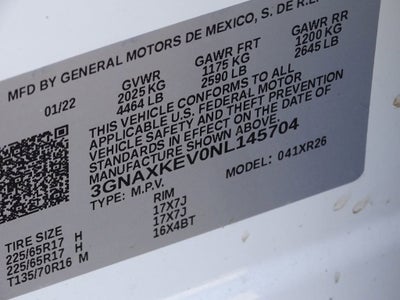 MFD BY GENERAL MOTORS DE MEXICO, S. DE R.L.
01/22 GVWR GAWR FRT GAWR RR
2025 KG 1175 KG 1200 KG
4464 LB 2590 LB 2645 LB
THIS VEHICLE CONFORMS TO ALL
APPLICABLE U.S. FEDERAL MOTOR
VEHICLE SAFETY AND THEFT PREVENTION
STANDARDS IN EFFECT ON THE DATE OF
MANUFACTURE SHOWN ABOVE.
3GNAXKEV0NL145704
TYPE: M.P.V. MODEL: 041XR26
TIRE SIZE RIM
225/65R17 H 17X7J
225/65R17 H 17X7J
T135/70R16 M 16X4BT